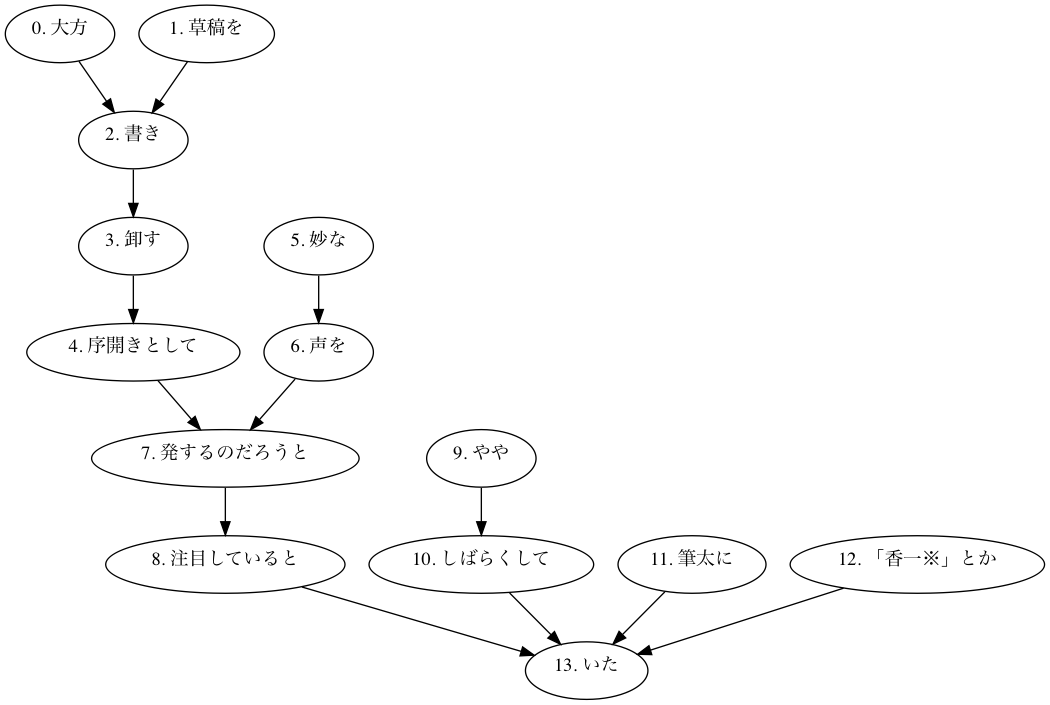 0. 大方
1. 草稿を
2. 書き
3. 卸す
5. 妙な
4. 序開きとして
6. 声を
7. 発するのだろうと
9. やや
8. 注目していると
10. しばらくして
11. 筆太に
12. 「香一※」とか
13. いた